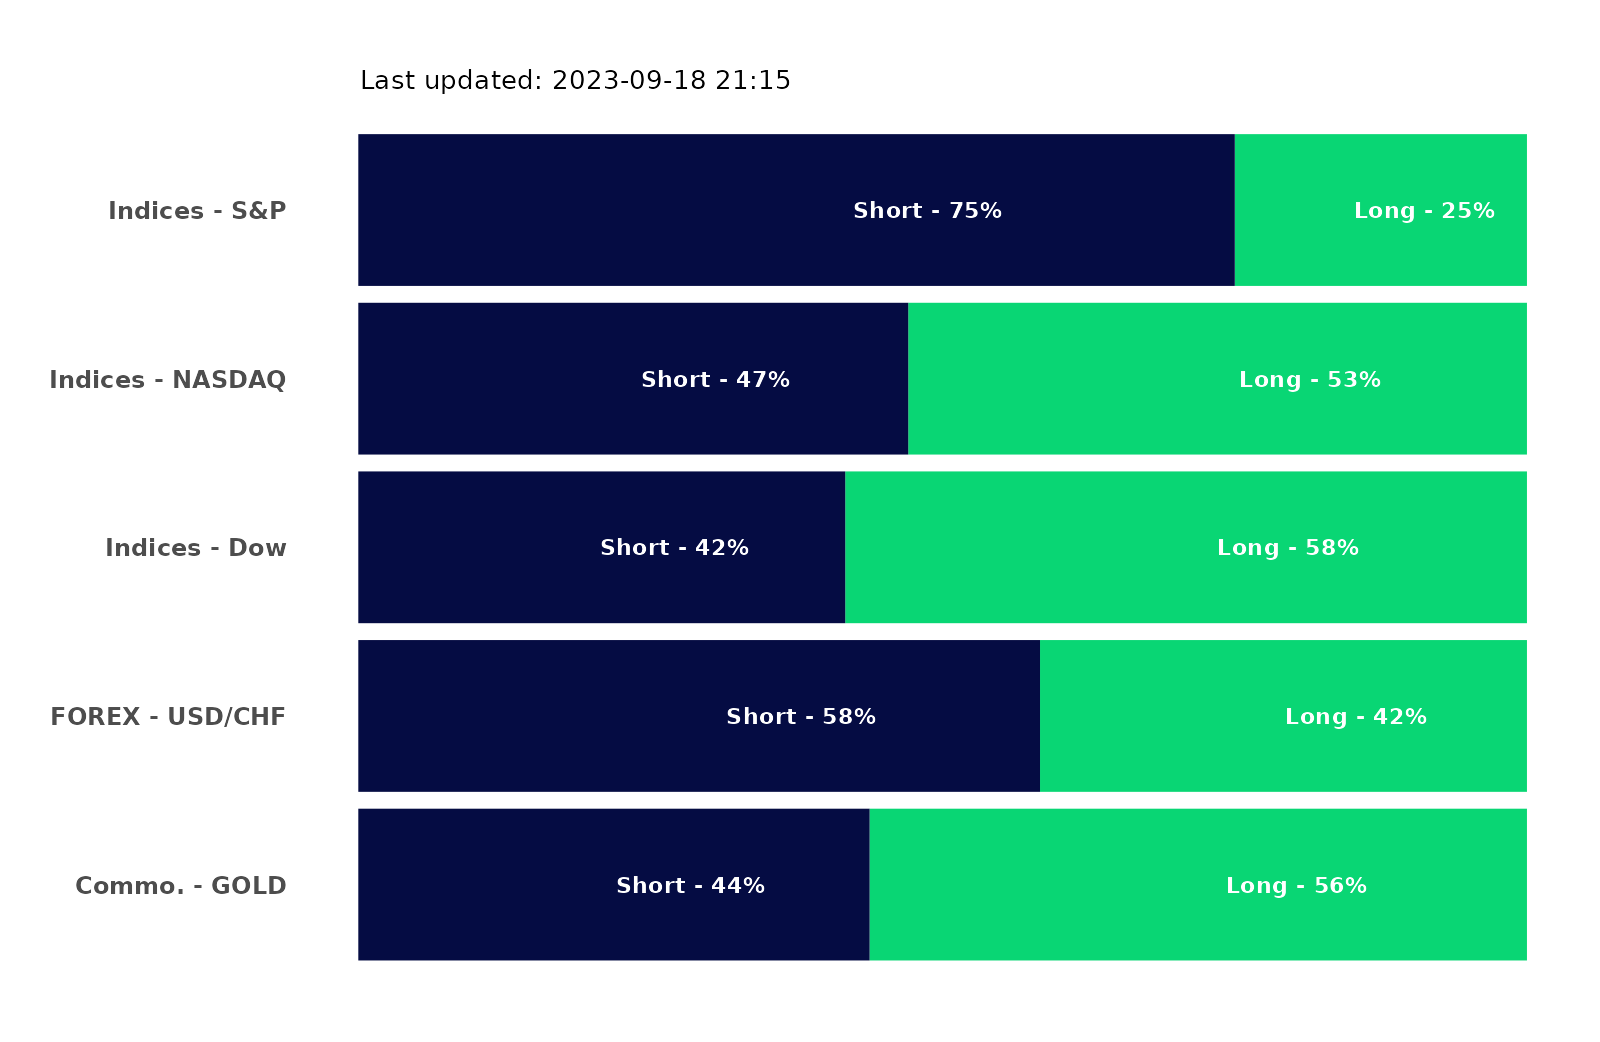 Last updated: 2023-09-18 21:15
Indices - S&P Short - 75% Long - 25%
Indices - NASDAQ Short - 47% Long - 53%
Indices - Dow Short - 42% Long - 58%
FOREX - USD/CHF Short - 58% Long - 42%
Commo. - GOLD Short - 44% Long - 56%